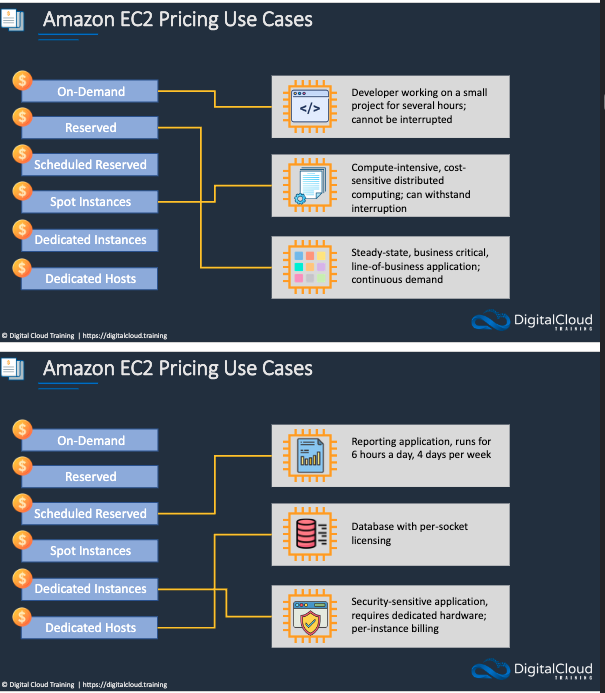 Amazon EC2 Pricing Use Cases
On-Demand
Reserved
Scheduled Reserved
Spot Instances
Dedicated Instances
Dedicated Hosts
</>
Developer working on a small
project for several hours;
cannot be interrupted
Compute-intensive, cost-
sensitive distributed
computing; can withstand
interruption
Steady-state, business critical,
line-of-business application;
continuous demand
DigitalCloud
TRAINING
© Digital Cloud Training | https://digitalcloud.training
Amazon EC2 Pricing Use Cases
On-Demand
Reserved
Scheduled Reserved
Spot Instances
Dedicated Instances
Dedicated Hosts
Reporting application, runs for
6 hours a day, 4 days per week
Database with per-socket
licensing
Security-sensitive application,
requires dedicated hardware;
per-instance billing
DigitalCloud
TRAINING
© Digital Cloud Training | https://digitalcloud.training